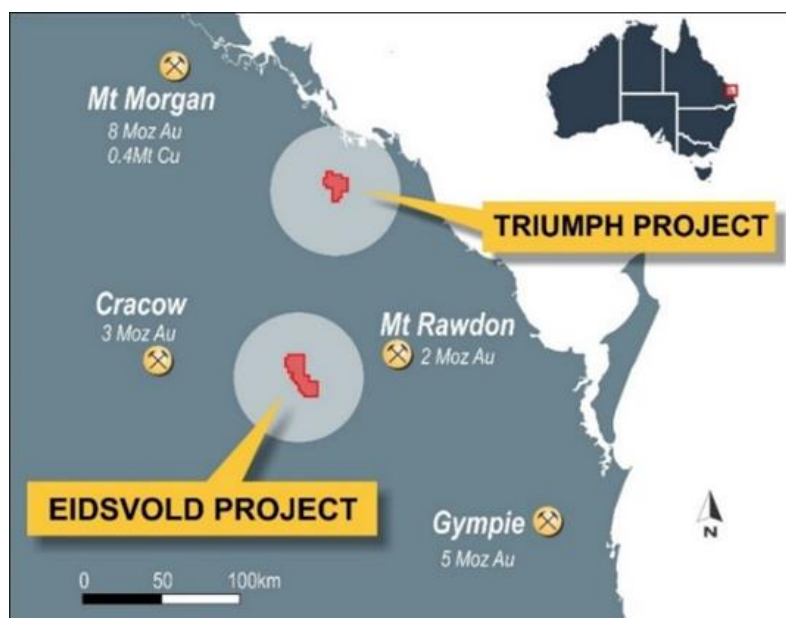 Mt Morgan
8 Moz Au
0.4Mt Cu
TRIUMPH PROJECT
Cracow
3 Moz Au
Mt Rawdon
2 Moz Au
EIDSVOLD PROJECT
Gympie
5 Moz Au
N
0 50 100km